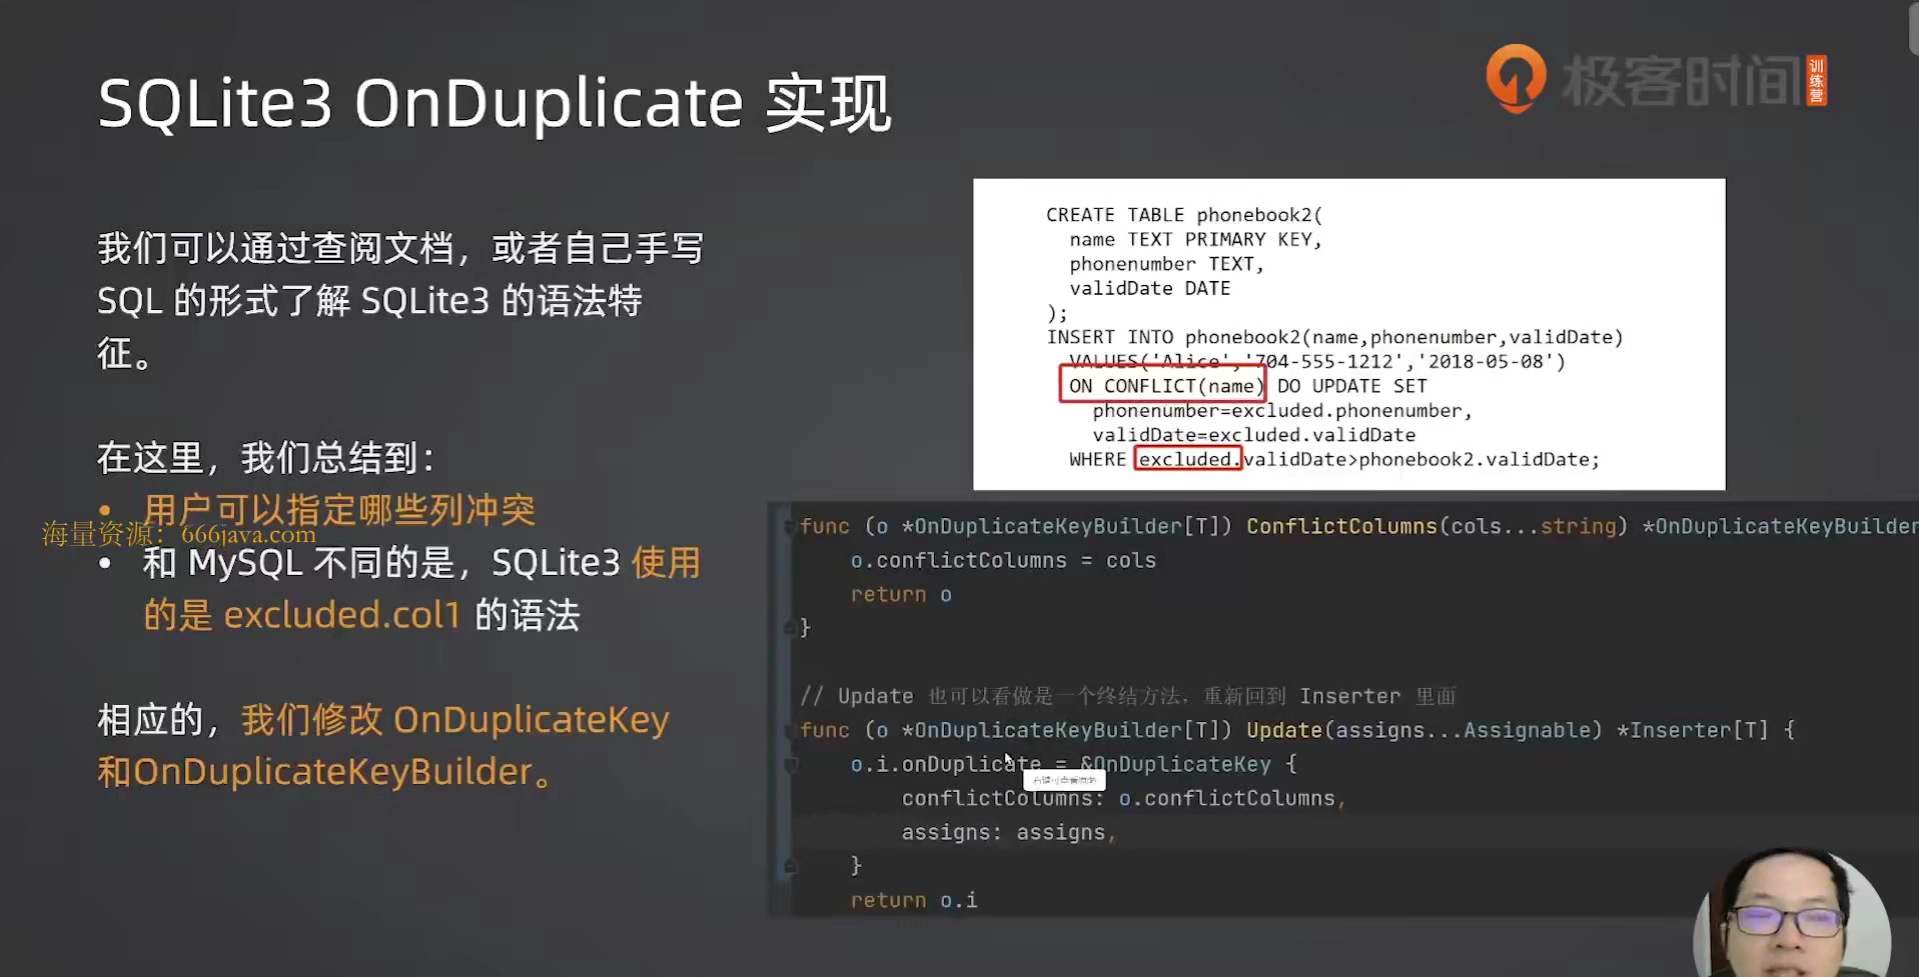 SQLite3 OnDuplicate 实现
极客时间
训练营
我们可以通过查阅文档，或者自己手写
SQL 的形式了解 SQLite3 的语法特
征。
在这里，我们总结到：
• 用户可以指定哪些列冲突
海量资源：666java.com
• 和 MySQL 不同的是，SQLite3 使用
的是 excluded.col1 的语法
相应的，我们修改 OnDuplicateKey
和OnDuplicateKeyBuilder。
CREATE TABLE phonebook2(
name TEXT PRIMARY KEY,
phonenumber TEXT,
validDate DATE
);
INSERT INTO phonebook2(name,phonenumber,validDate)
VALUES('Alice','704-555-1212','2018-05-08')
ON CONFLICT(name) DO UPDATE SET
phonenumber=excluded.phonenumber,
validDate=excluded.validDate
WHERE excluded.validDate>phonebook2.validDate;
func (o *OnDuplicateKeyBuilder[T]) ConflictColumns(cols...string) *OnDuplicateKeyBuilder
o.conflictColumns = cols
return o
}
// Update 也可以看做是一个终结方法，重新回到 Inserter 里面
func (o *OnDuplicateKeyBuilder[T]) Update(assigns...Assignable) *Inserter[T] {
o.i.onDuplicate = &OnDuplicateKey {
conflictColumns: o.conflictColumns,
assigns: assigns,
}
return o.i